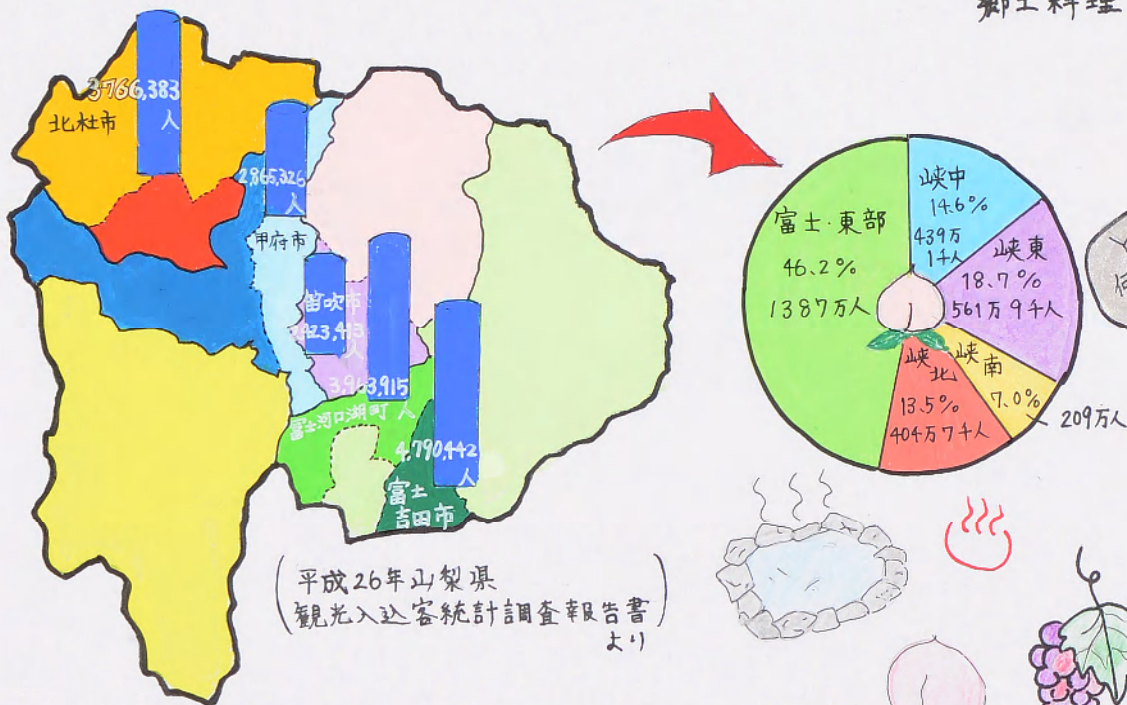 郷土料理
3766,383
人
北杜市
2,865,326
人
甲府市
笛吹市
423,413
人
3,963,915
人
富士河口湖町
4,790,442
人
富士
吉田市
(平成26年山梨県
観光入込客統計調査報告書
より)
峡中
14.6%
439万
1千人
峡東
18.7%
561万9千人
峡南
7.0%
209万人
峡北
13.5%
404万7千人
富士・東部
46.2%
1387万人